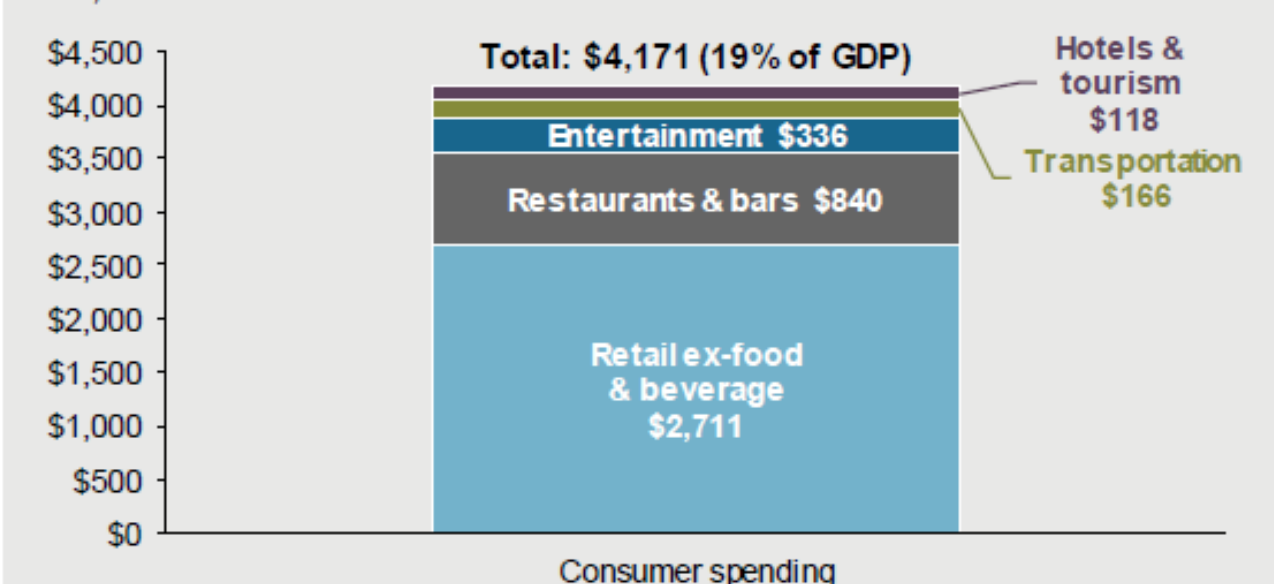 $4,500
$4,000
$3,500
$3,000
$2,500
$2,000
$1,500
$1,000
$500
$0
Total: $4,171 (19% of GDP)
Hotels &
tourism
$118
Transportation
$166
Entertainment $336
Restaurants & bars $840
Retail ex-food
& beverage
$2,711
Consumer spending